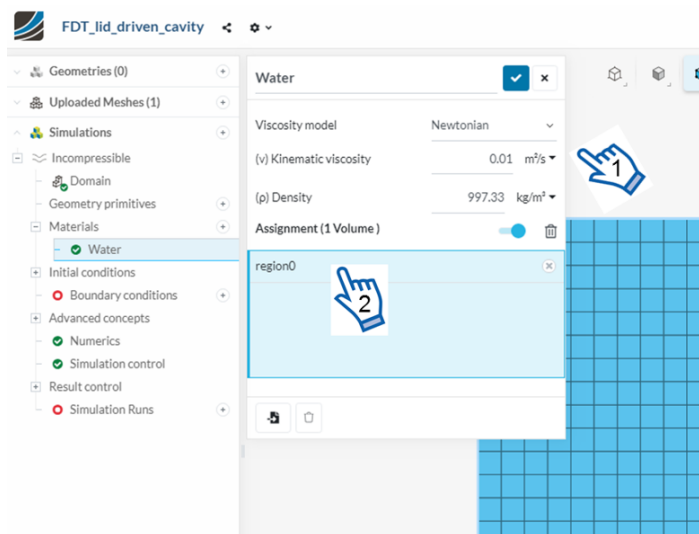 FDT_lid_driven_cavity
Geometries (0)
Uploaded Meshes (1)
Simulations
Incompressible
Domain
Geometry primitives
Materials
Water
Initial conditions
Boundary conditions
Advanced concepts
Numerics
Simulation control
Result control
Simulation Runs
Water
Viscosity model Newtonian
(v) Kinematic viscosity 0.01 m²/s
(ρ) Density 997.33 kg/m³
Assignment (1 Volume )
region0
1
2